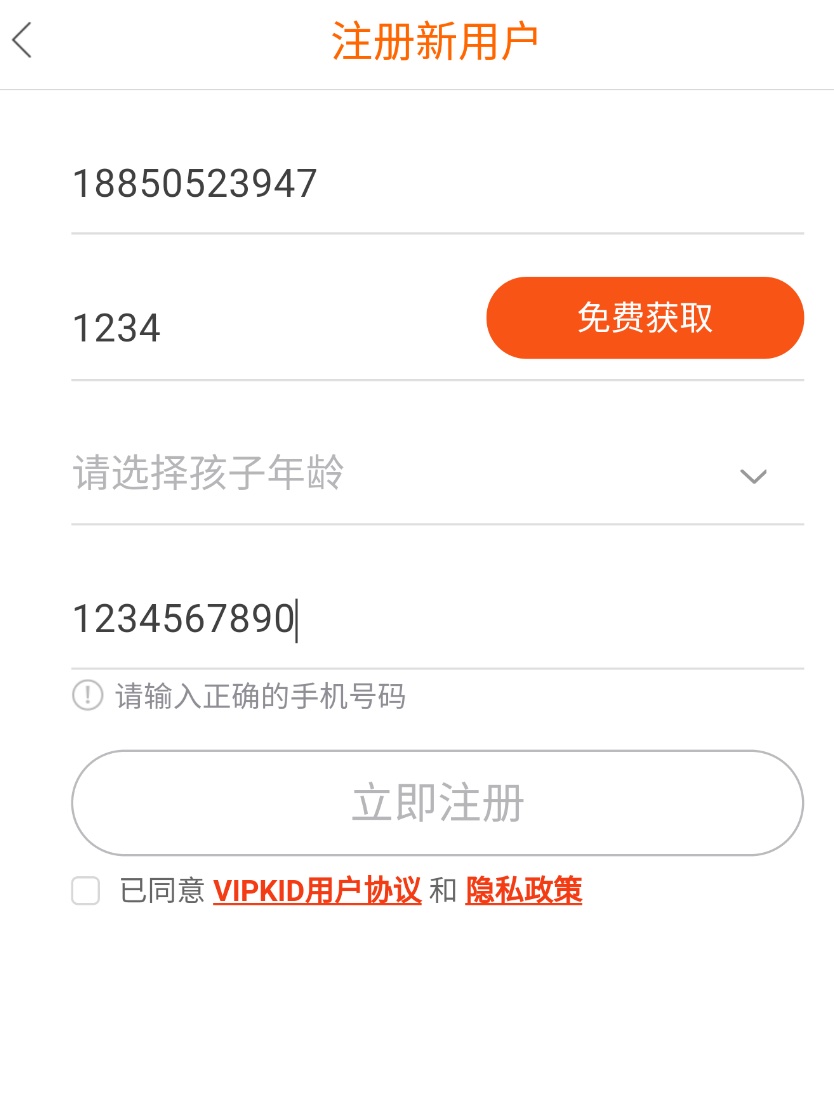 注册新用户
18850523947
1234
免费获取
请选择孩子年龄
1234567890
请输入正确的手机号码
立即注册
已同意 VIPKID用户协议 和 隐私政策